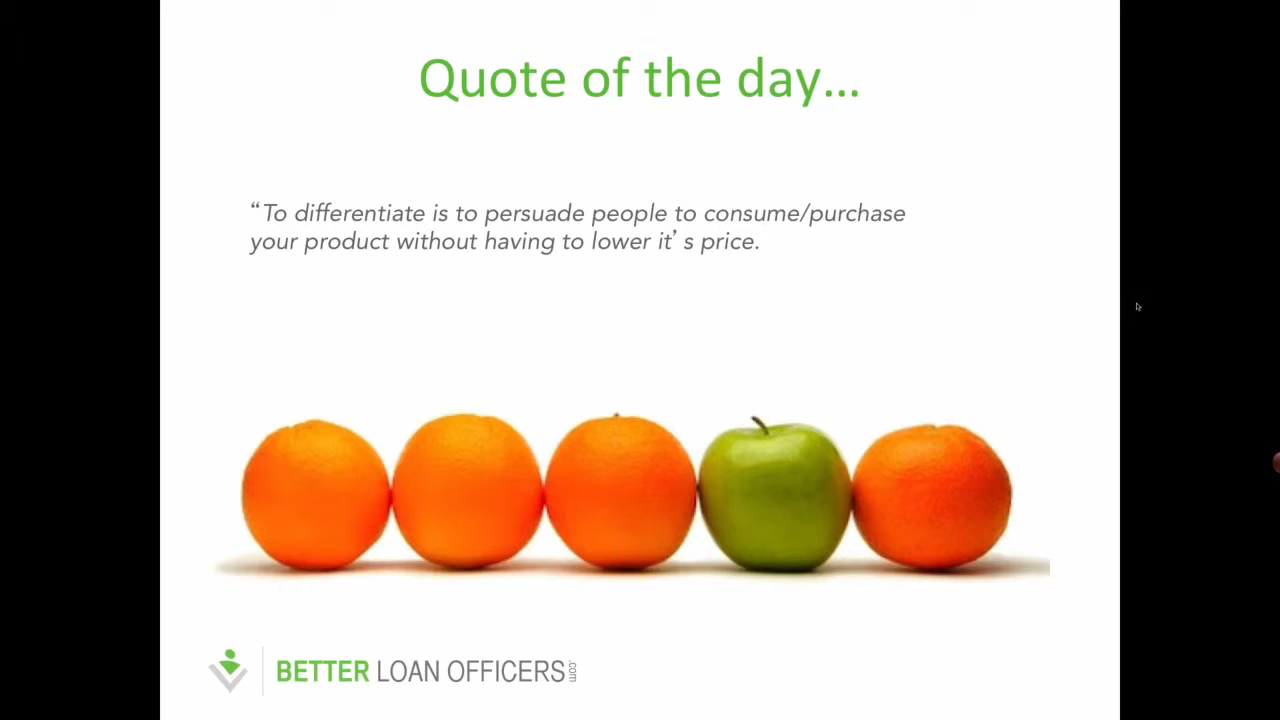 Quote of the day...
“To differentiate is to persuade people to consume/purchase
your product without having to lower it’s price.
BETTER LOAN OFFICERS.com